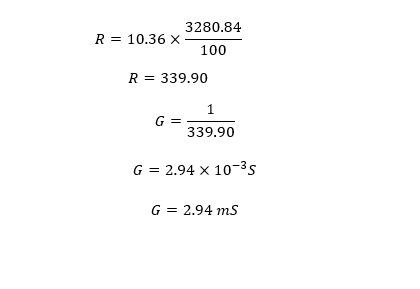 R = 10.36 × 3280.84/100
R = 339.90
G = 1/339.90
G = 2.94 × 10⁻³S
G = 2.94 mS